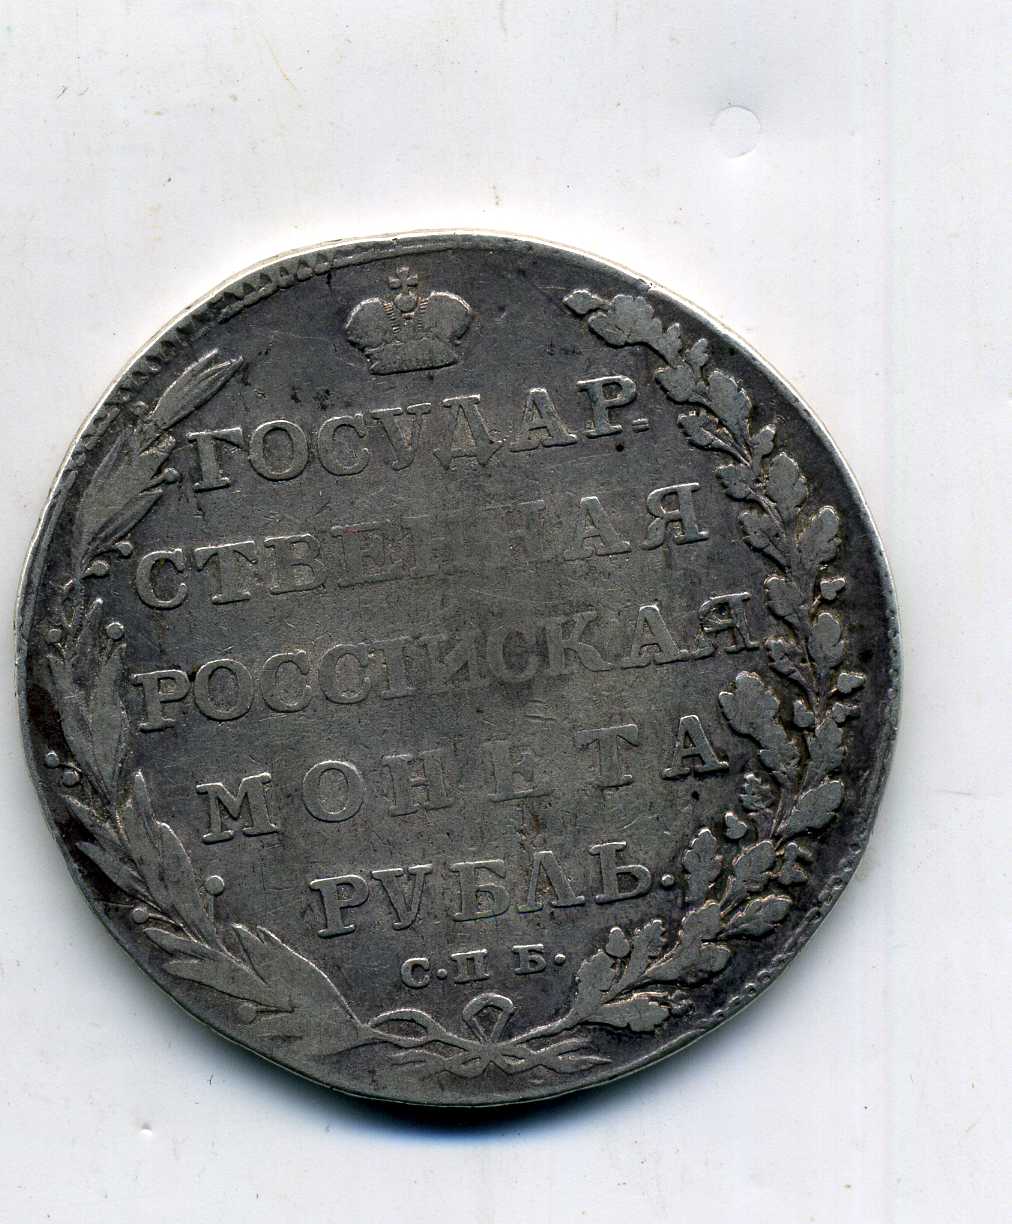 ГОСУДАР-
СТВЕННАЯ
РОССІЙСКАЯ
МОНЕТА
РУБЛЬ.
С.П Б.